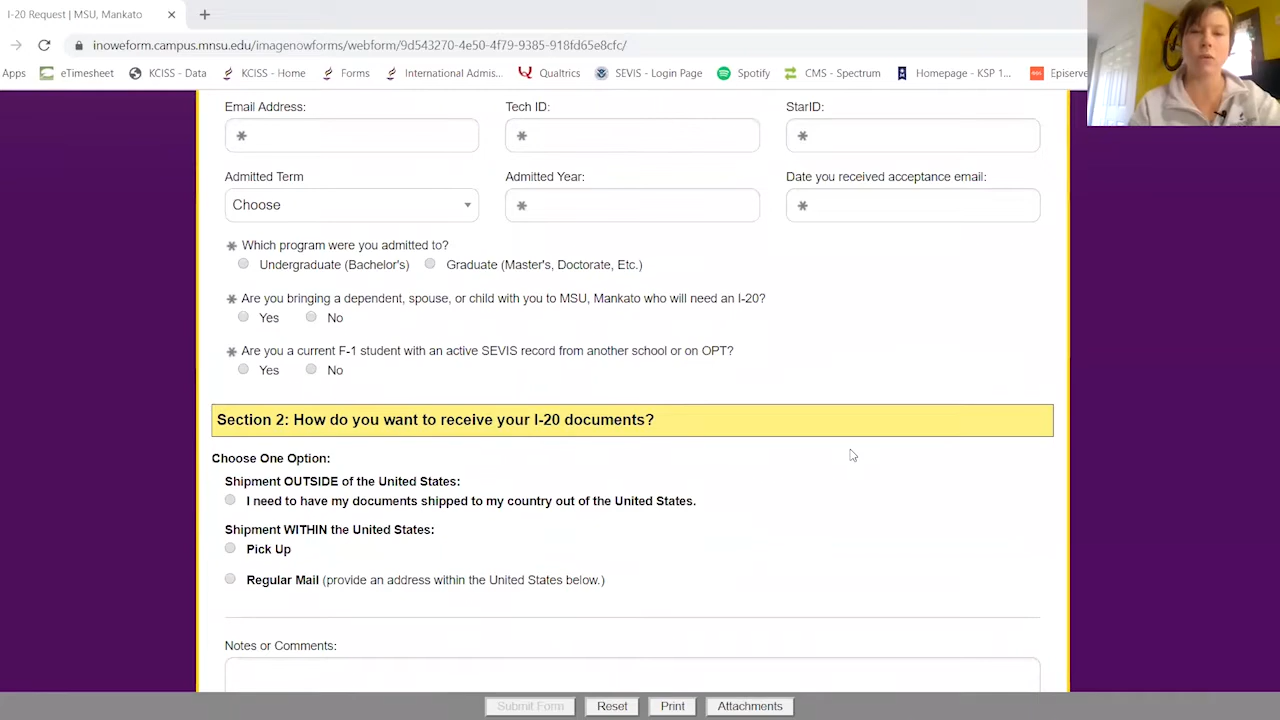 I-20 Request | MSU, Mankato
inoweform.campus.mnsu.edu/imagenowforms/webform/9d543270-4e50-4f79-9385-918fd65e8cfc/
Apps eTimesheet KCISS - Data KCISS - Home Forms International Admis... Qualtrics SEVIS - Login Page Spotify CMS - Spectrum Homepage - KSP 1... Episerve
Email Address: Tech ID: StarID:
* * *
Admitted Term Admitted Year: Date you received acceptance email:
Choose * *
* Which program were you admitted to?
Undergraduate (Bachelor's) Graduate (Master's, Doctorate, Etc.)
* Are you bringing a dependent, spouse, or child with you to MSU, Mankato who will need an I-20?
Yes No
* Are you a current F-1 student with an active SEVIS record from another school or on OPT?
Yes No
Section 2: How do you want to receive your I-20 documents?
Choose One Option:
Shipment OUTSIDE of the United States:
I need to have my documents shipped to my country out of the United States.
Shipment WITHIN the United States:
Pick Up
Regular Mail (provide an address within the United States below.)
Notes or Comments:
Submit Form Reset Print Attachments